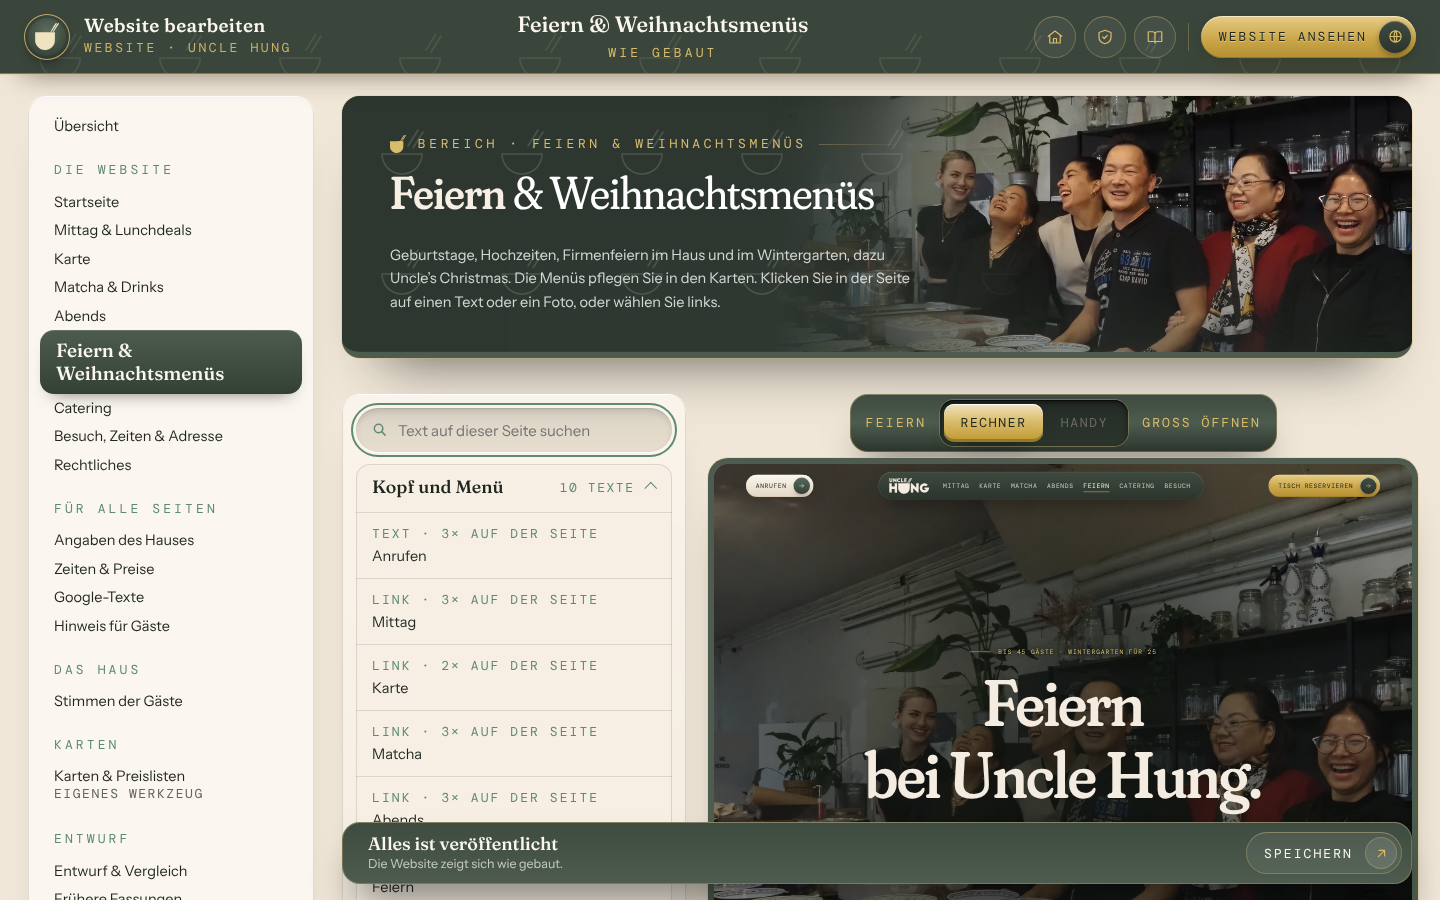 Website bearbeiten
WEBSITE · UNCLE HUNG
Feiern & Weihnachtsmenüs
WIE GEBAUT
WEBSITE ANSEHEN
Übersicht
DIE WEBSITE
Startseite
Mittag & Lunchdeals
Karte
Matcha & Drinks
Abends
Feiern &
Weihnachtsmenüs
Catering
Besuch, Zeiten & Adresse
Rechtliches
FÜR ALLE SEITEN
Angaben des Hauses
Zeiten & Preise
Google-Texte
Hinweis für Gäste
DAS HAUS
Stimmen der Gäste
KARTEN
Karten & Preislisten
EIGENES WERKZEUG
ENTWURF
Entwurf & Vergleich
Frühere Fassungen
BEREICH · FEIERN & WEIHNACHTSMENÜS
Feiern & Weihnachtsmenüs
Geburtstage, Hochzeiten, Firmenfeiern im Haus und im Wintergarten, dazu
Uncle's Christmas. Die Menüs pflegen Sie in den Karten. Klicken Sie in der Seite
auf einen Text oder ein Foto, oder wählen Sie links.
Text auf dieser Seite suchen
Kopf und Menü
10 TEXTE
TEXT · 3× AUF DER SEITE
Anrufen
LINK · 3× AUF DER SEITE
Mittag
LINK · 2× AUF DER SEITE
Karte
LINK · 3× AUF DER SEITE
Matcha
LINK · 3× AUF DER SEITE
Abends
Feiern
FEIERN
RECHNER
HANDY
GROSS ÖFFNEN
ANRUFEN
UNCLE HUNG
MITTAG KARTE MATCHA ABENDS FEIERN CATERING BESUCH
TISCH RESERVIEREN
BIS 45 GÄSTE · WINTERGARTEN FÜR 25
Feiern
bei Uncle Hung.
Alles ist veröffentlicht
Die Website zeigt sich wie gebaut.
SPEICHERN